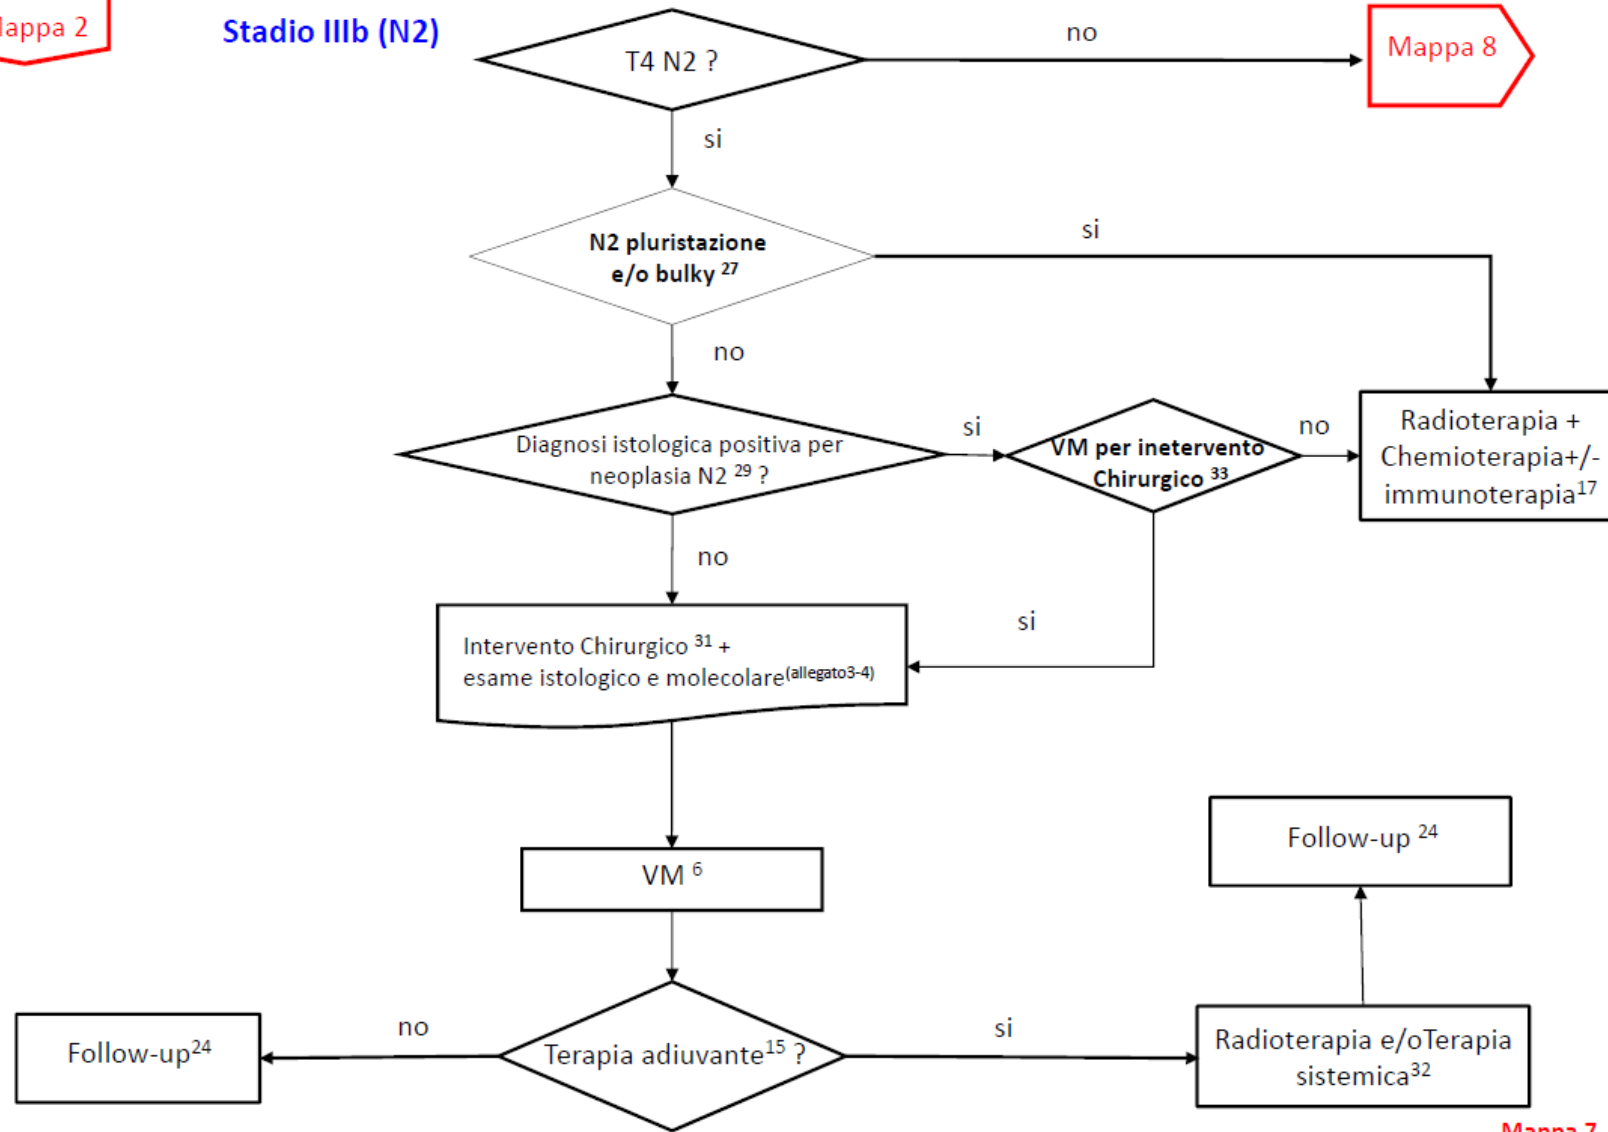 Mappa 2
Stadio IIIb (N2)
T4 N2 ?
no
Mappa 8
si
N2 pluristazione
e/o bulky 27
si
no
Diagnosi istologica positiva per
neoplasia N2 29 ?
si
VM per inetervento
Chirurgico 33
no
Radioterapia +
Chemioterapia+/-
immunoterapia17
no
si
Intervento Chirurgico 31 +
esame istologico e molecolare(allegato3-4)
VM 6
Follow-up 24
Follow-up24
no
Terapia adiuvante15 ?
si
Radioterapia e/oTerapia
sistemica32
Mappa 7